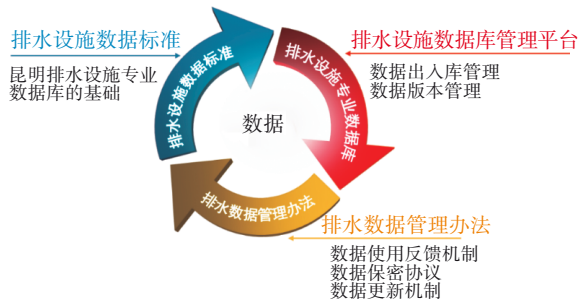 排水设施数据标准
昆明排水设施专业
数据库的基础
排水设施数据标准
排水设施专业数据库
排水设施数据库管理平台
数据出入库管理
数据版本管理
数据
排水数据管理办法
排水数据管理办法
数据使用反馈机制
数据保密协议
数据更新机制